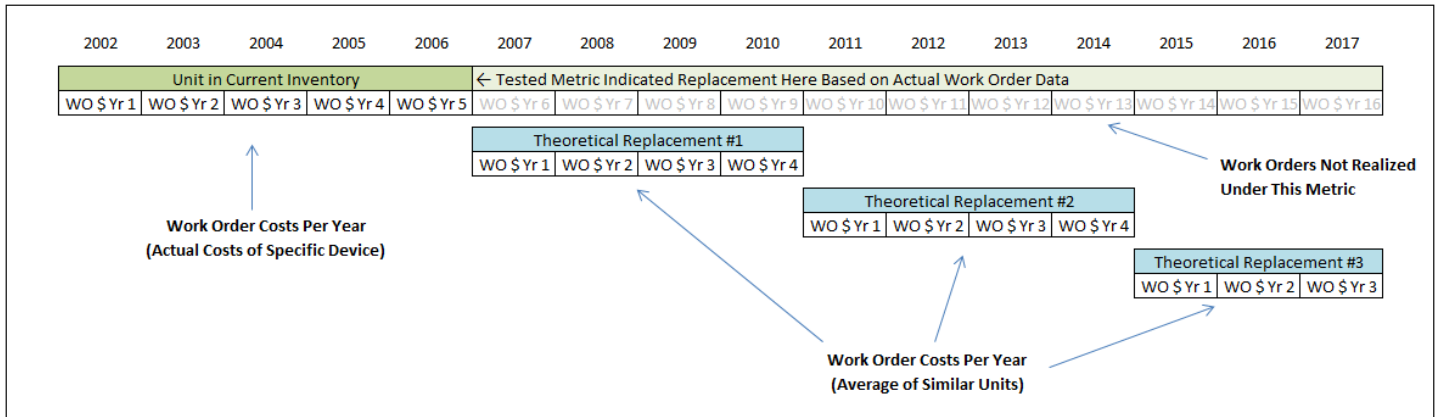 2002 2003 2004 2005 2006 2007 2008 2009 2010 2011 2012 2013 2014 2015 2016 2017
Unit in Current Inventory ← Tested Metric Indicated Replacement Here Based on Actual Work Order Data
WO $ Yr 1 WO $ Yr 2 WO $ Yr 3 WO $ Yr 4 WO $ Yr 5 WO $ Yr 6 WO $ Yr 7 WO $ Yr 8 WO $ Yr 9 WO $ Yr 10 WO $ Yr 11 WO $ Yr 12 WO $ Yr 13 WO $ Yr 14 WO $ Yr 15 WO $ Yr 16
Theoretical Replacement #1
WO $ Yr 1 WO $ Yr 2 WO $ Yr 3 WO $ Yr 4
Work Orders Not Realized
Under This Metric
Theoretical Replacement #2
WO $ Yr 1 WO $ Yr 2 WO $ Yr 3 WO $ Yr 4
Work Order Costs Per Year
(Actual Costs of Specific Device)
Theoretical Replacement #3
WO $ Yr 1 WO $ Yr 2 WO $ Yr 3
Work Order Costs Per Year
(Average of Similar Units)